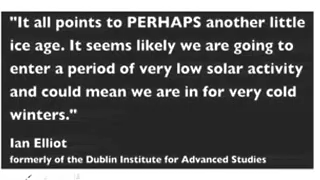 "It all points to PERHAPS another little
ice age. It seems likely we are going to
enter a period of very low solar activity
and could mean we are in for very cold
winters."
Ian Elliot
formerly of the Dublin Institute for Advanced Studies